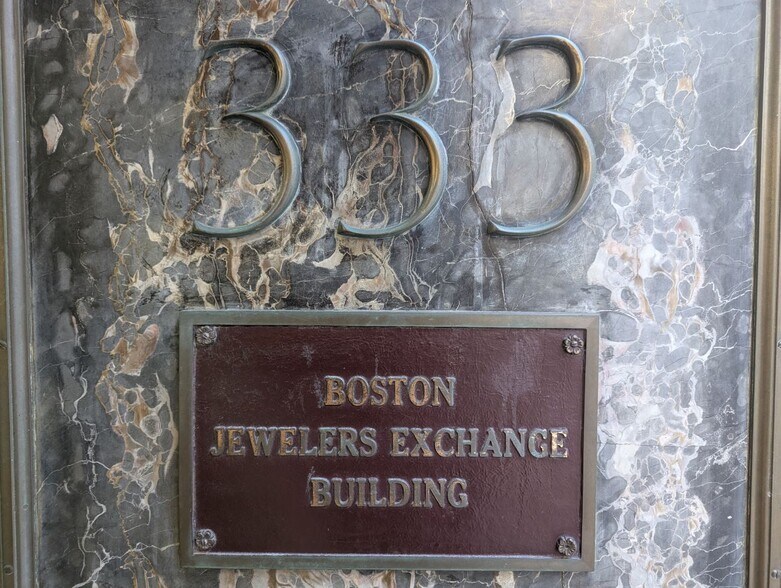 333
BOSTON
JEWELERS EXCHANGE
BUILDING